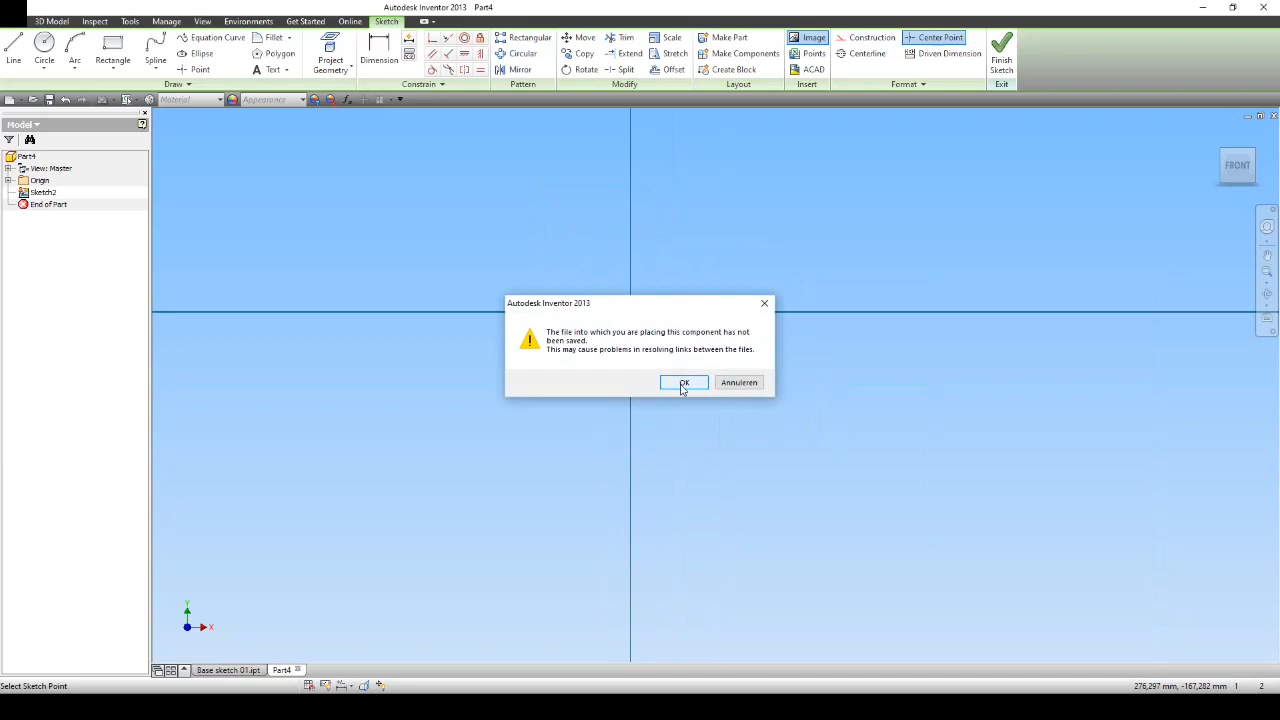 Autodesk Inventor 2013 Part4
3D Model Inspect Tools Manage View Environments Get Started Online Sketch
Line Circle Arc Rectangle Spline
Equation Curve Fillet
Ellipse Polygon
Point Text
Project Geometry
Dimension
Rectangular
Circular
Mirror
Move Trim Scale
Copy Extend Stretch
Rotate Split Offset
Make Part
Make Components
Create Block
Image
Points
ACAD
Construction Center Point
Centerline Driven Dimension
Finish Sketch
Draw Constrain Pattern Modify Layout Insert Format Exit
Material Appearance
Model
Part4
View: Master
Origin
Sketch2
End of Part
FRONT
Autodesk Inventor 2013
The file into which you are placing this component has not
been saved.
This may cause problems in resolving links between the files.
OK Annuleren
Y
X
Base sketch 01.ipt Part4
Select Sketch Point 276,297 mm, -167,282 mm 1 2